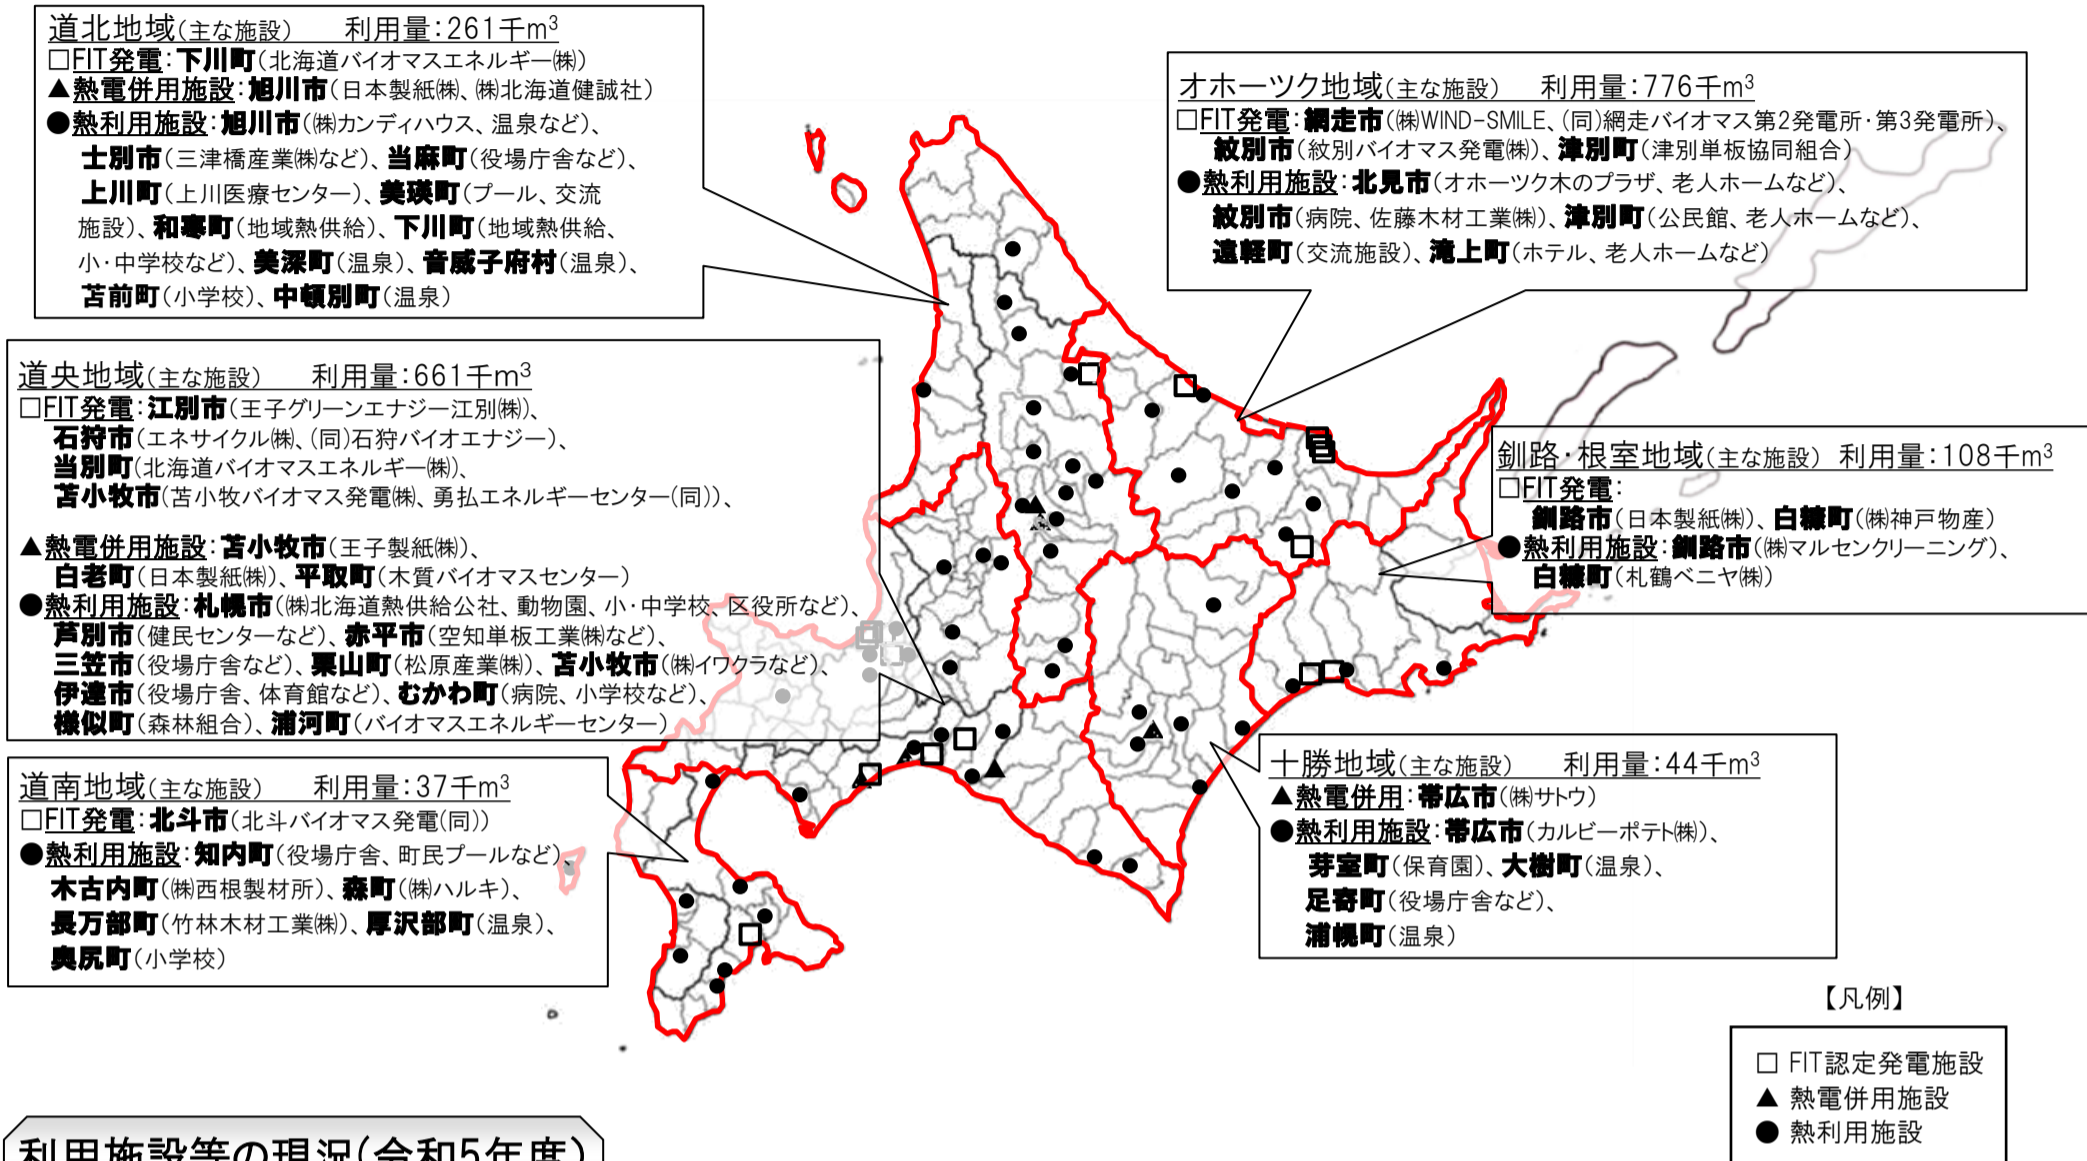 道北地域(主な施設) 利用量:261千m³
□FIT発電:下川町(北海道バイオマスエネルギー㈱)
▲熱電併用施設:旭川市(日本製紙㈱、㈱北海道健誠社)
●熱利用施設:旭川市(㈱カンディハウス、温泉など)、
士別市(三津橋産業㈱など)、当麻町(役場庁舎など)、
上川町(上川医療センター)、美瑛町(プール、交流
施設)、和寒町(地域熱供給)、下川町(地域熱供給、
小・中学校など)、美深町(温泉)、音威子府村(温泉)、
苫前町(小学校)、中頓別町(温泉)
オホーツク地域(主な施設) 利用量:776千m³
□FIT発電:網走市(㈱WIND-SMILE、(同)網走バイオマス第2発電所・第3発電所)、
紋別市(紋別バイオマス発電㈱)、津別町(津別単板協同組合)
●熱利用施設:北見市(オホーツク木のプラザ、老人ホームなど)、
紋別市(病院、佐藤木材工業㈱)、津別町(公民館、老人ホームなど)、
遠軽町(交流施設)、滝上町(ホテル、老人ホームなど)
道央地域(主な施設) 利用量:661千m³
□FIT発電:江別市(王子グリーンエナジー江別㈱)、
石狩市(エネサイクル㈱、(同)石狩バイオエナジー)、
当別町(北海道バイオマスエネルギー㈱)、
苫小牧市(苫小牧バイオマス発電㈱、勇払エネルギーセンター(同))、
▲熱電併用施設:苫小牧市(王子製紙㈱)、
白老町(日本製紙㈱)、平取町(木質バイオマスセンター)
●熱利用施設:札幌市(㈱北海道熱供給公社、動物園、小・中学校、区役所など)、
芦別市(健民センターなど)、赤平市(空知単板工業㈱など)、
三笠市(役場庁舎など)、栗山町(松原産業㈱)、苫小牧市(㈱イワクラなど)、
伊達市(役場庁舎、体育館など)、むかわ町(病院、小学校など)、
様似町(森林組合)、浦河町(バイオマスエネルギーセンター)
釧路・根室地域(主な施設) 利用量:108千m³
□FIT発電:
釧路市(日本製紙㈱)、白糠町(㈱神戸物産)
●熱利用施設:釧路市(㈱マルセンクリーニング)、
白糠町(札鶴ベニヤ㈱)
道南地域(主な施設) 利用量:37千m³
□FIT発電:北斗市(北斗バイオマス発電(同))
●熱利用施設:知内町(役場庁舎、町民プールなど)、
木古内町(㈱西根製材所)、森町(㈱ハルキ)、
長万部町(竹林木材工業㈱)、厚沢部町(温泉)、
奥尻町(小学校)
十勝地域(主な施設) 利用量:44千m³
▲熱電併用:帯広市(㈱サトウ)
●熱利用施設:帯広市(カルビーポテト㈱)、
芽室町(保育園)、大樹町(温泉)、
足寄町(役場庁舎など)、
浦幌町(温泉)
【凡例】
□ FIT認定発電施設
▲ 熱電併用施設
● 熱利用施設
利用施設等の現況(令和5年度)